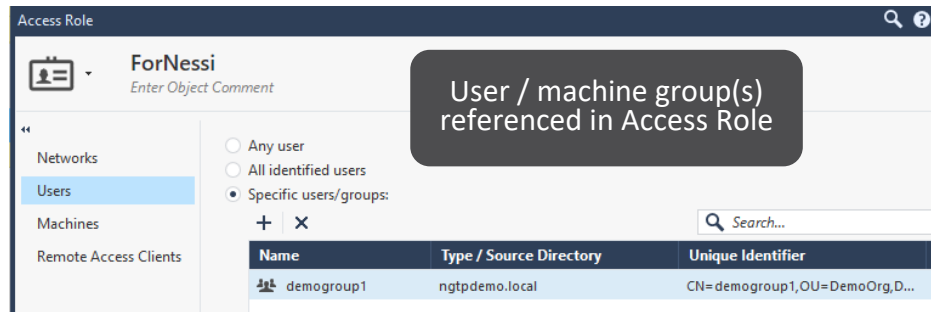 Access Role
?
ForNessi
Enter Object Comment
User / machine group(s)
referenced in Access Role
Networks
Users
Machines
Remote Access Clients
Any user
All identified users
Specific users/groups:
Search...
Name Type / Source Directory Unique Identifier
demogroup1 ngtpdemo.local CN=demogroup1,OU=DemoOrg,D...